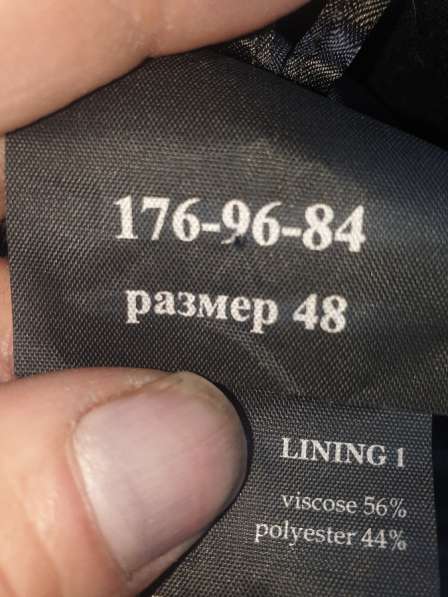 176-96-84
размер 48
LINING 1
viscose 56%
polyester 44%